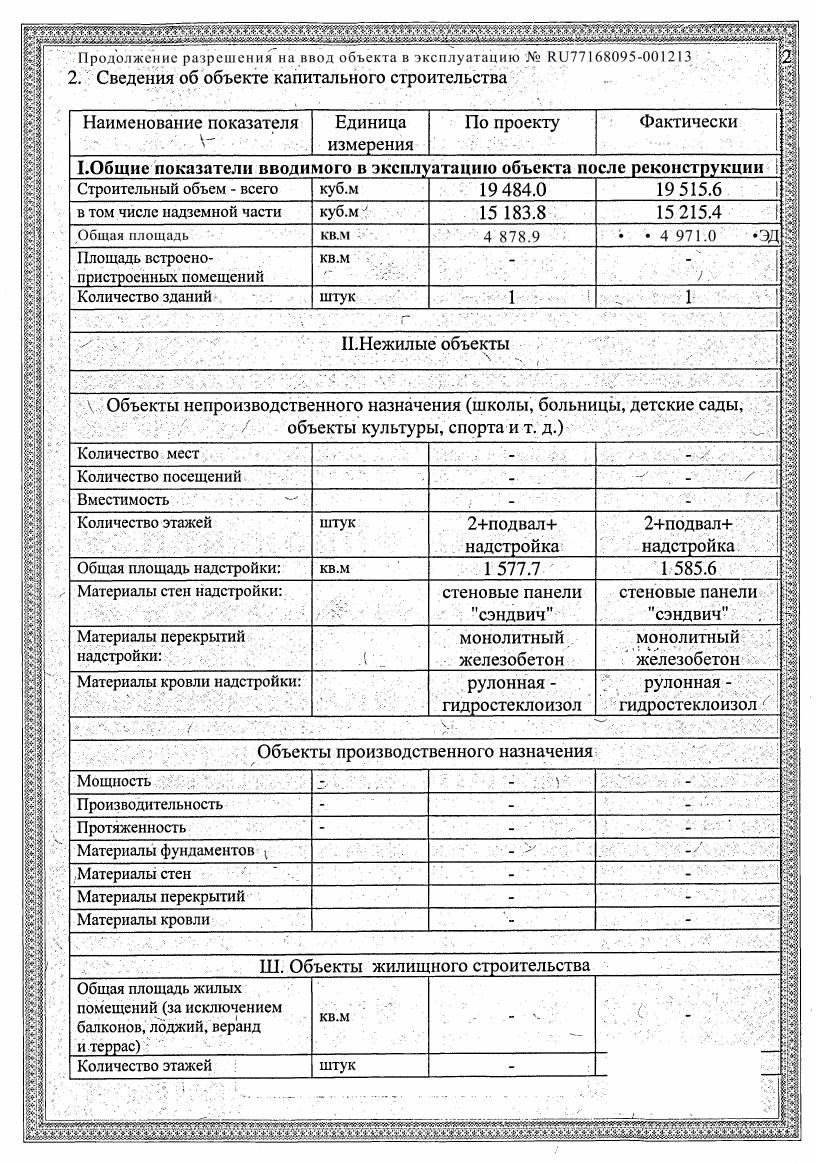 Продолжение разрешения на ввод объекта в эксплуатацию № RU77168095-001213
2
2. Сведения об объекте капитального строительства
Наименование показателя Единица измерения По проекту Фактически
I.Общие показатели вводимого в эксплуатацию объекта после реконструкции
Строительный объем - всего куб.м 19 484.0 19 515.6
в том числе надземной части куб.м 15 183.8 15 215.4
Общая площадь кв.м 4 878.9 • • 4 971.0 •ЭД
Площадь встроено- кв.м - -
пристроенных помещений
Количество зданий штук 1 1
II.Нежилые объекты
Объекты непроизводственного назначения (школы, больницы, детские сады,
объекты культуры, спорта и т. д.)
Количество мест - -
Количество посещений - -
Вместимость - -
Количество этажей штук 2+подвал+ 2+подвал+
надстройка надстройка
Общая площадь надстройки: кв.м 1 577.7 1 585.6
Материалы стен надстройки: стеновые панели стеновые панели
"сэндвич" "сэндвич"
Материалы перекрытий монолитный монолитный
надстройки: железобетон железобетон
Материалы кровли надстройки: рулонная - рулонная -
гидростеклоизол гидростеклоизол
Объекты производственного назначения
Мощность - - -
Производительность - - -
Протяженность - - -
Материалы фундаментов - -
Материалы стен - -
Материалы перекрытий - -
Материалы кровли - -
Ш. Объекты жилищного строительства
Общая площадь жилых
помещений (за исключением
балконов, лоджий, веранд кв.м - -
и террас)
Количество этажей штук -